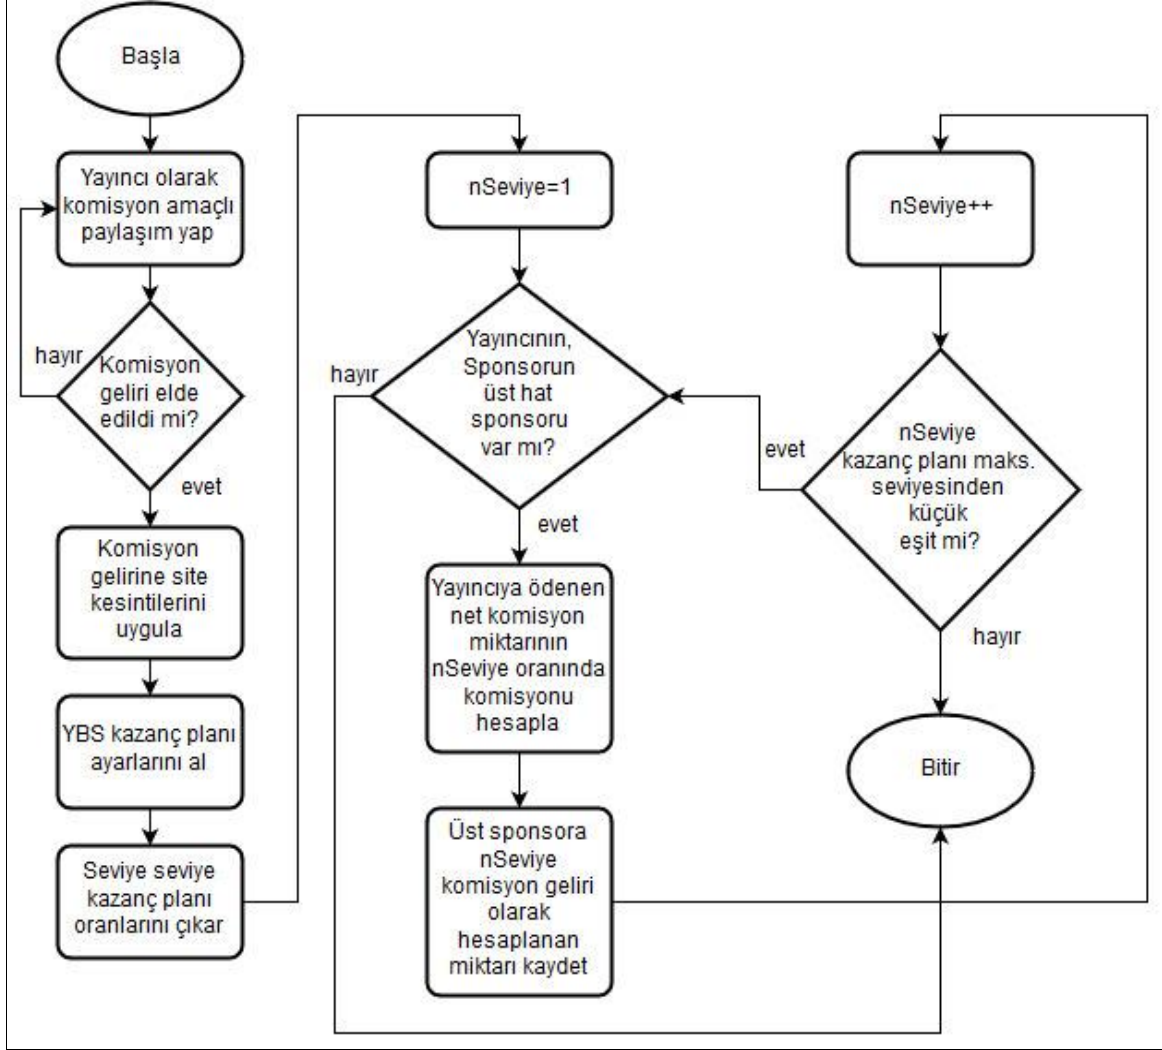 Başla
Yayıncı olarak
komisyon amaçlı
paylaşım yap
hayır
Komisyon
geliri elde
edildi mi?
evet
Komisyon
gelirine site
kesintilerini
uygula
YBS kazanç planı
ayarlarını al
Seviye seviye
kazanç planı
oranlarını çıkar
nSeviye=1
hayır
Yayıncının,
Sponsorun
üst hat
sponsoru
var mı?
evet
Yayıncıya ödenen
net komisyon
miktarının
nSeviye oranında
komisyonu
hesapla
Üst sponsora
nSeviye
komisyon geliri
olarak
hesaplanan
miktarı kaydet
nSeviye++
evet
nSeviye
kazanç planı maks.
seviyesinden
küçük
eşit mi?
hayır
Bitir